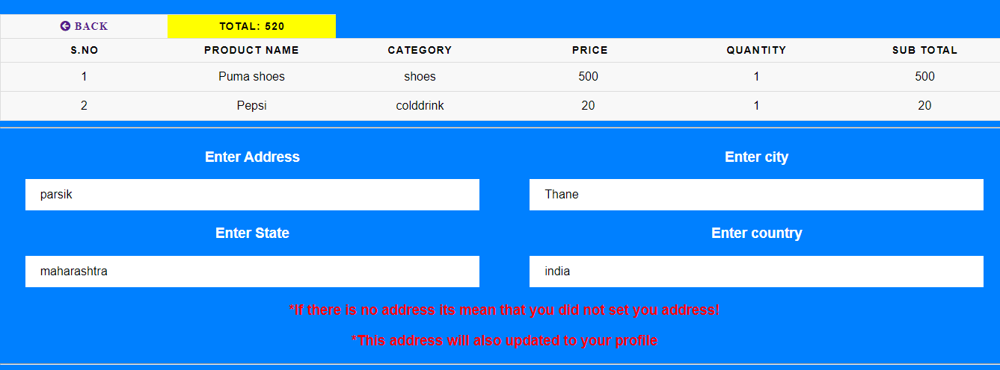 BACK TOTAL: 520
S.NO PRODUCT NAME CATEGORY PRICE QUANTITY SUB TOTAL
1 Puma shoes shoes 500 1 500
2 Pepsi colddrink 20 1 20
Enter Address Enter city
parsik Thane
Enter State Enter country
maharashtra india
*If there is no address its mean that you did not set you address!
*This address will also updated to your profile